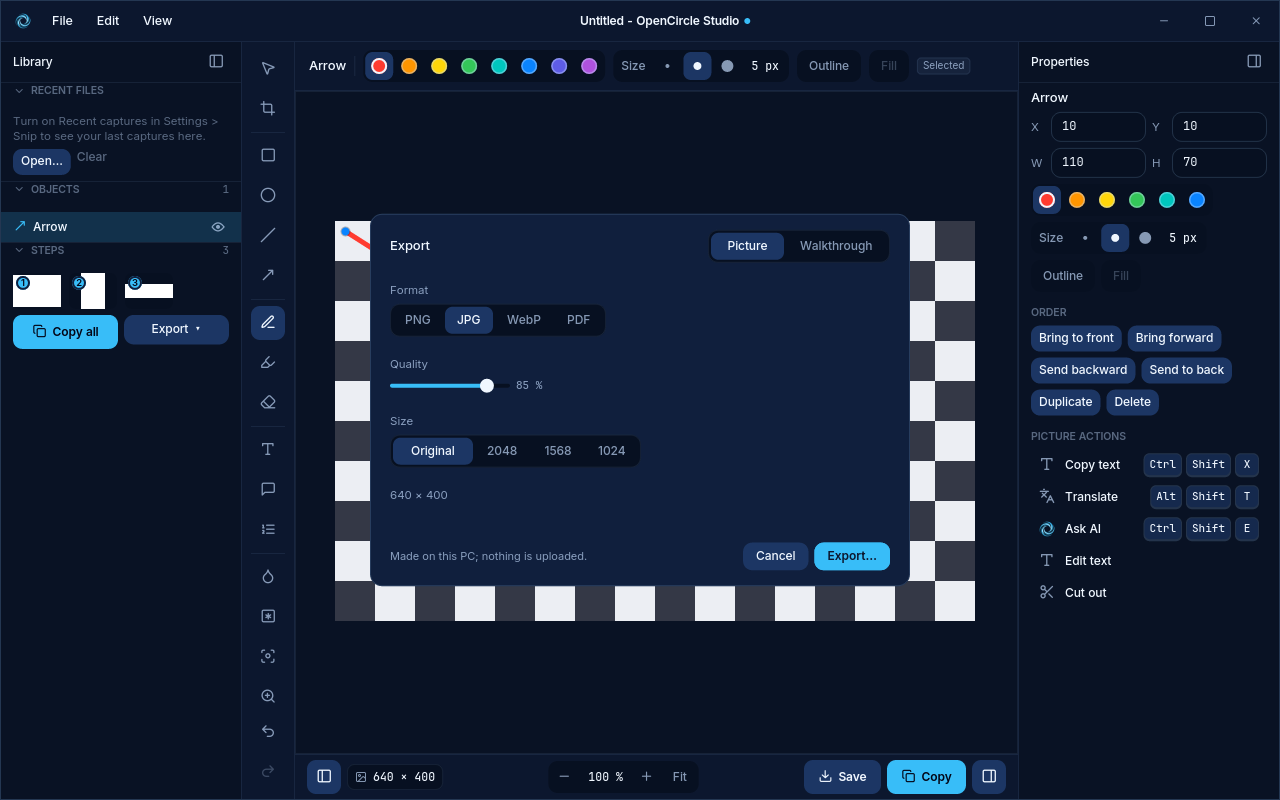 File Edit View
Untitled - OpenCircle Studio
Library
RECENT FILES
Turn on Recent captures in Settings >
Snip to see your last captures here.
Open... Clear
OBJECTS 1
Arrow
STEPS 3
1 2 3
Copy all Export
Arrow Size 5 px Outline Fill Selected
Export Picture Walkthrough
Format
PNG JPG WebP PDF
Quality
85 %
Size
Original 2048 1568 1024
640 × 400
Made on this PC; nothing is uploaded. Cancel Export...
640 × 400 100 % Fit Save Copy
Properties
Arrow
X 10 Y 10
W 110 H 70
Size 5 px
Outline Fill
ORDER
Bring to front Bring forward
Send backward Send to back
Duplicate Delete
PICTURE ACTIONS
Copy text Ctrl Shift X
Translate Alt Shift T
Ask AI Ctrl Shift E
Edit text
Cut out